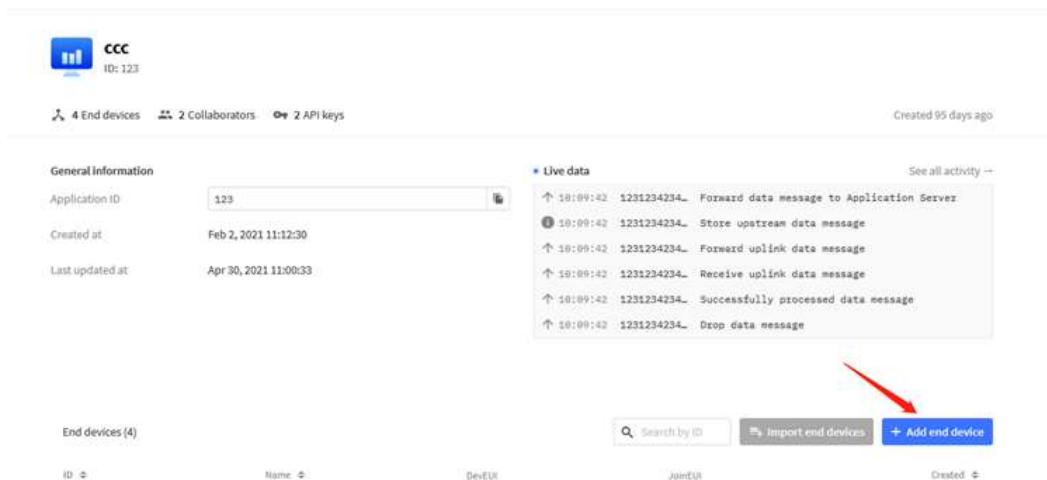 ccc
ID: 123
4 End devices 2 Collaborators 2 API keys Created 95 days ago
General information
Application ID 123
Created at Feb 2, 2021 11:12:30
Last updated at Apr 30, 2021 11:00:33
Live data See all activity →
10:09:42 1231234234… Forward data message to Application Server
10:09:42 1231234234… Store upstream data message
10:09:42 1231234234… Forward uplink data message
10:09:42 1231234234… Receive uplink data message
10:09:42 1231234234… Successfully processed data message
10:09:42 1231234234… Drop data message
End devices (4) Search by ID Import end devices + Add end device
ID Name DevEUI JoinEUI Created